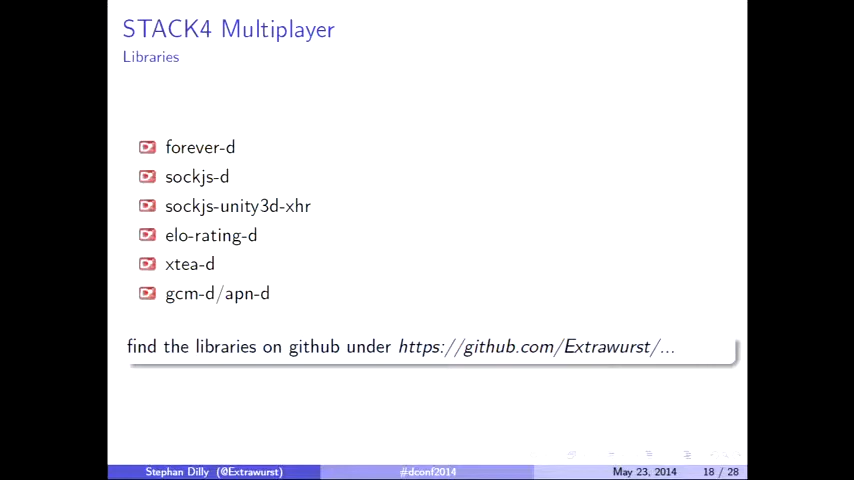 STACK4 Multiplayer
Libraries
forever-d
sockjs-d
sockjs-unity3d-xhr
elo-rating-d
xtea-d
gcm-d/apn-d
find the libraries on github under https://github.com/Extrawurst/...
Stephan Dilly (@Extrawurst) #dconf2014 May 23, 2014 18 / 28